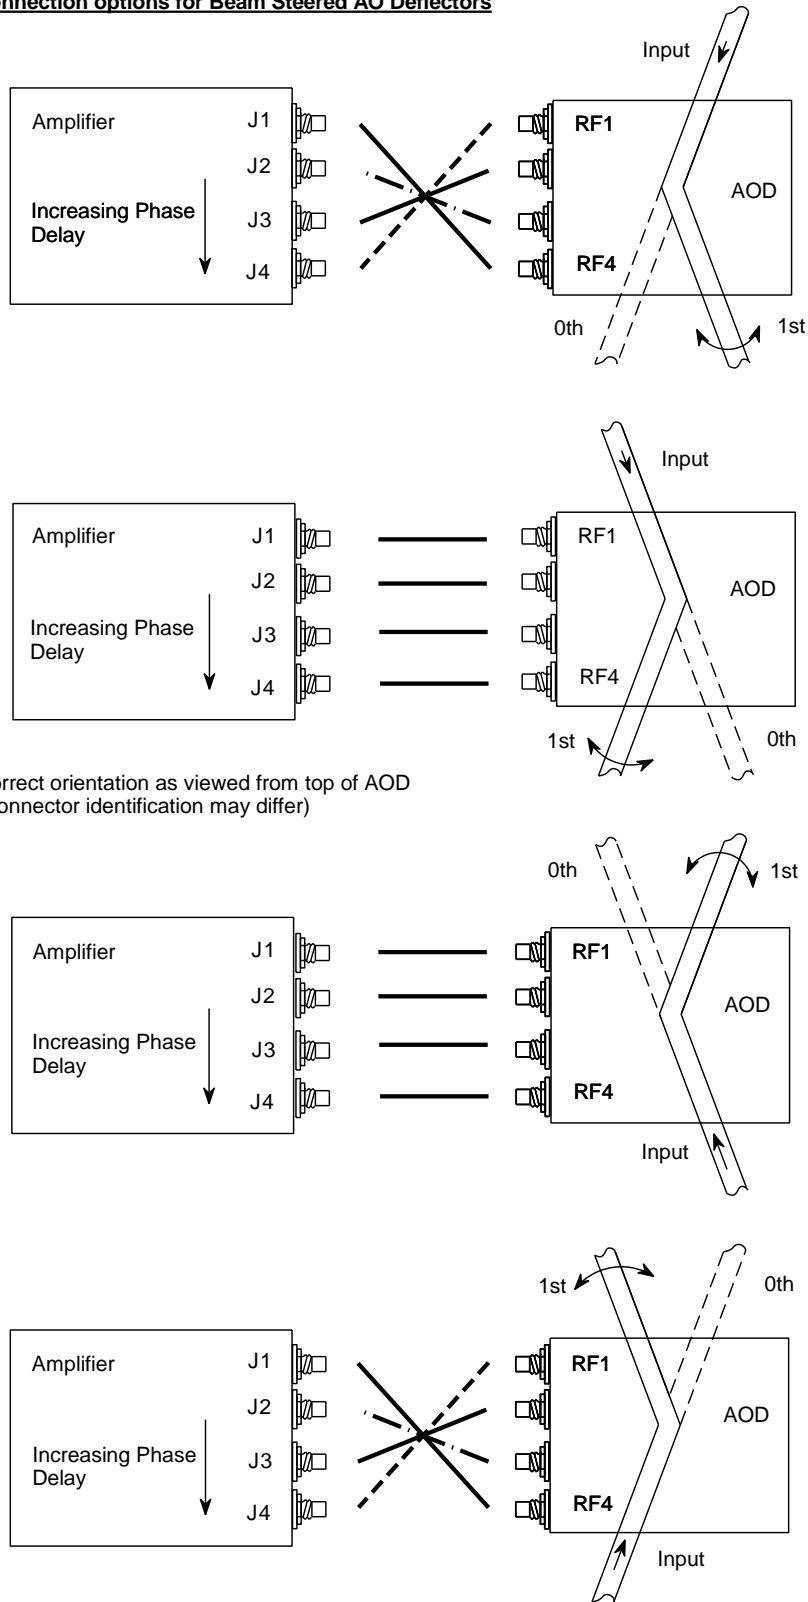 nnection options for Beam Steered AO Deflectors
Input
Amplifier
J1
RF1
J2
AOD
Increasing Phase
Delay
J3
J4
RF4
0th
1st
Input
Amplifier
J1
RF1
J2
AOD
Increasing Phase
Delay
J3
J4
RF4
1st
0th
orrect orientation as viewed from top of AOD
onnector identification may differ)
0th
1st
Amplifier
J1
RF1
J2
AOD
Increasing Phase
Delay
J3
J4
RF4
Input
1st
0th
Amplifier
J1
RF1
J2
AOD
Increasing Phase
Delay
J3
J4
RF4
Input